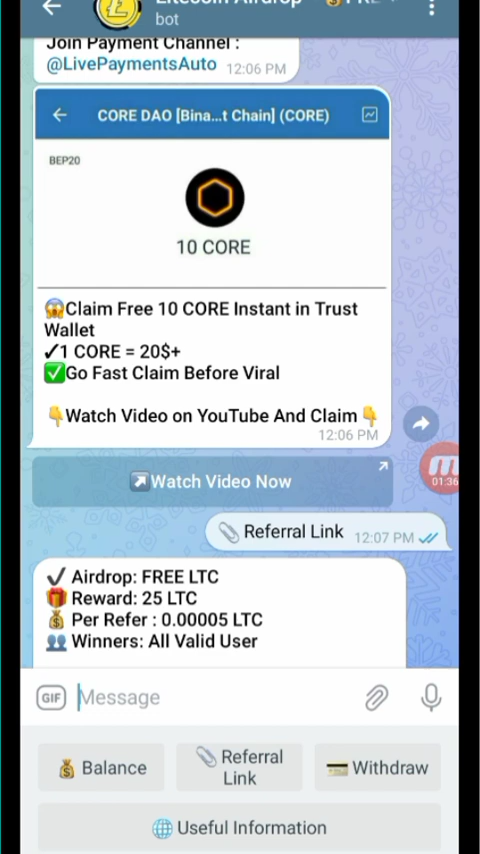 bot
Join Payment Channel :
@LivePaymentsAuto 12:06 PM
CORE DAO [Bina...t Chain] (CORE)
BEP20
10 CORE
😱Claim Free 10 CORE Instant in Trust
Wallet
✓1 CORE = 20$+
✅Go Fast Claim Before Viral
👇Watch Video on YouTube And Claim👇
12:06 PM
↗️Watch Video Now
01:36
📎 Referral Link 12:07 PM
✔️ Airdrop: FREE LTC
🎁 Reward: 25 LTC
💰 Per Refer : 0.00005 LTC
👥 Winners: All Valid User
GIF Message
💰 Balance
📎 Referral
Link
💳 Withdraw
🌐 Useful Information